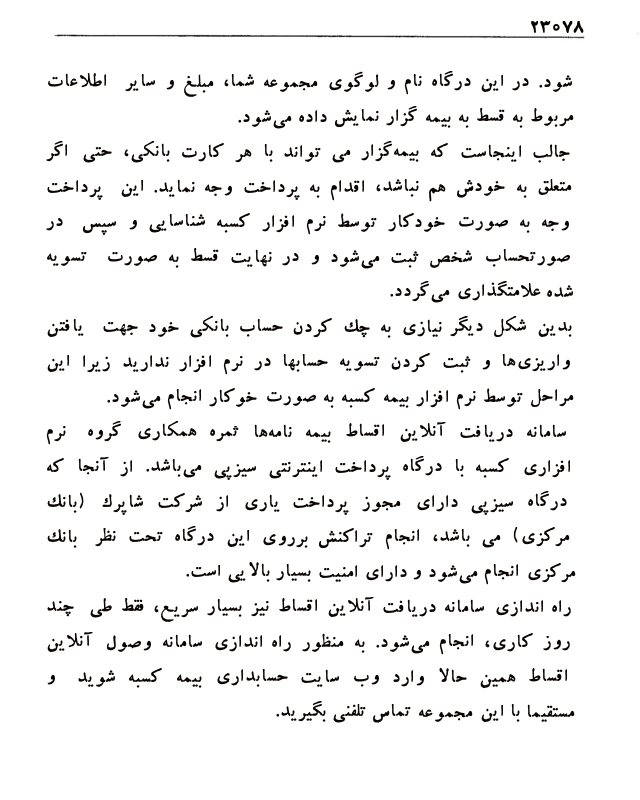 ۲۳۰۷۸
شود. در این درگاه نام و لوگوی مجموعه شما، مبلغ و سایر اطلاعات
مربوط به قسط به بیمه گزار نمایش داده می‌شود.
جالب اینجاست که بیمه‌گزار می تواند با هر کارت بانکی، حتی اگر
متعلق به خودش هم نباشد، اقدام به پرداخت وجه نماید. این پرداخت
وجه به صورت خودکار توسط نرم افزار کسبه شناسایی و سپس در
صورتحساب شخص ثبت می‌شود و در نهایت قسط به صورت تسویه
شده علامتگذاری می‌گردد.
بدین شکل دیگر نیازی به چك کردن حساب بانکی خود جهت یافتن
واریزی‌ها و ثبت کردن تسویه حسابها در نرم افزار ندارید زیرا این
مراحل توسط نرم افزار بیمه کسبه به صورت خوکار انجام می‌شود.
سامانه دریافت آنلاین اقساط بیمه نامه‌ها ثمره همکاری گروه نرم
افزاری کسبه با درگاه پرداخت اینترنتی سیزپی می‌باشد. از آنجا که
درگاه سیزپی دارای مجوز پرداخت یاری از شرکت شاپرك (بانك
مرکزی) می باشد، انجام تراکنش برروی این درگاه تحت نظر بانك
مرکزی انجام می‌شود و دارای امنیت بسیار بالایی است.
راه اندازی سامانه دریافت آنلاین اقساط نیز بسیار سریع، فقط طی چند
روز کاری، انجام می‌شود. به منظور راه اندازی سامانه وصول آنلاین
اقساط همین حالا وارد وب سایت حسابداری بیمه کسبه شوید و
مستقیما با این مجموعه تماس تلفنی بگیرید.